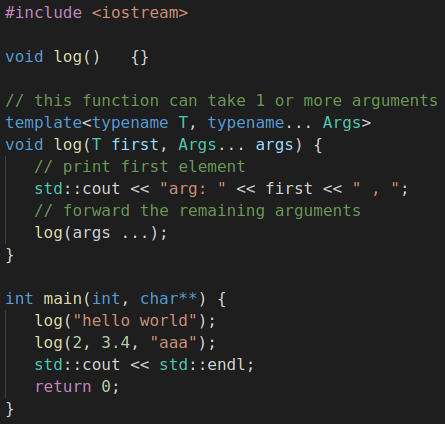 #include <iostream>
void log()   {}
// this function can take 1 or more arguments
template<typename T, typename... Args>
void log(T first, Args... args) {
   // print first element
   std::cout << "arg: " << first << " , ";
   // forward the remaining arguments
   log(args ...);
}
int main(int, char**) {
   log("hello world");
   log(2, 3.4, "aaa");
   std::cout << std::endl;
   return 0;
}